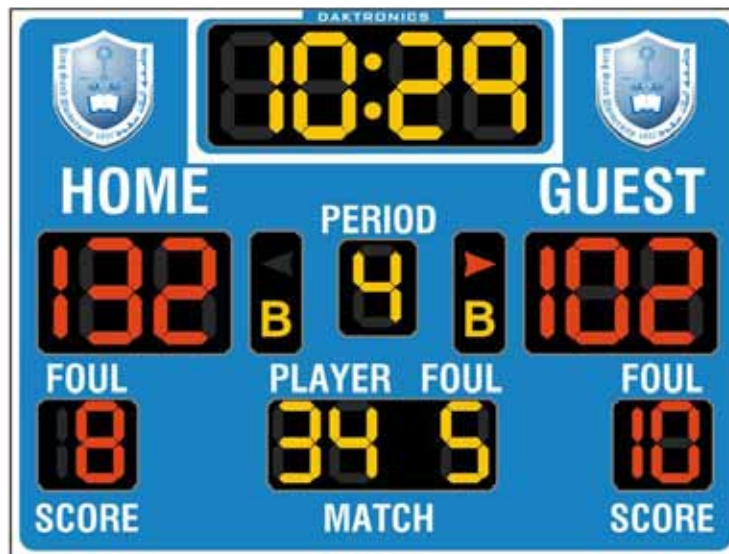 DAKTRONICS
10:29
HOME
GUEST
PERIOD
132
B
4
B
102
FOUL
PLAYER FOUL
FOUL
8
34 5
10
SCORE
MATCH
SCORE